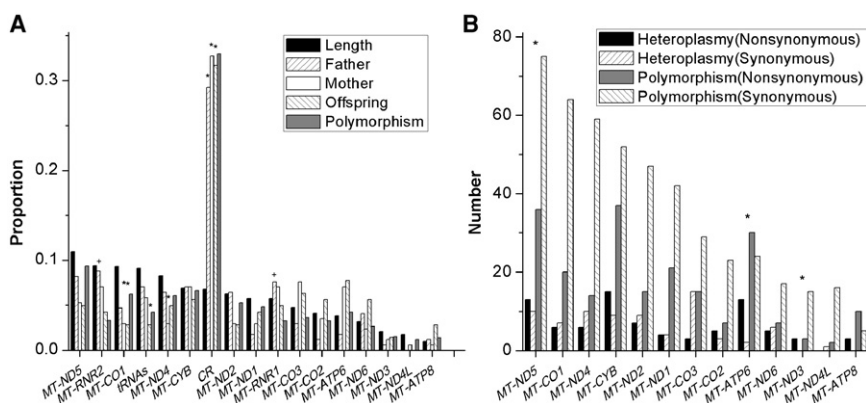 A
Length
Father
Mother
Offspring
Polymorphism
* * *
+ * * * * * +
Proportion
0.3
0.2
0.1
0.0
MT-ND5
MT-RNR2
MT-CO1
tRNAs
MT-ND4
MT-CYB
CR
MT-ND2
MT-ND1
MT-RNR1
MT-CO3
MT-CO2
MT-ATP6
MT-ND6
MT-ND3
MT-ND4L
MT-ATP8
B
Heteroplasmy(Nonsynonymous)
Heteroplasmy(Synonymous)
Polymorphism(Nonsynonymous)
Polymorphism(Synonymous)
* * *
Number
80
60
40
20
0
MT-ND5
MT-CO1
MT-ND4
MT-CYB
MT-ND2
MT-ND1
MT-CO3
MT-CO2
MT-ATP6
MT-ND6
MT-ND3
MT-ND4L
MT-ATP8